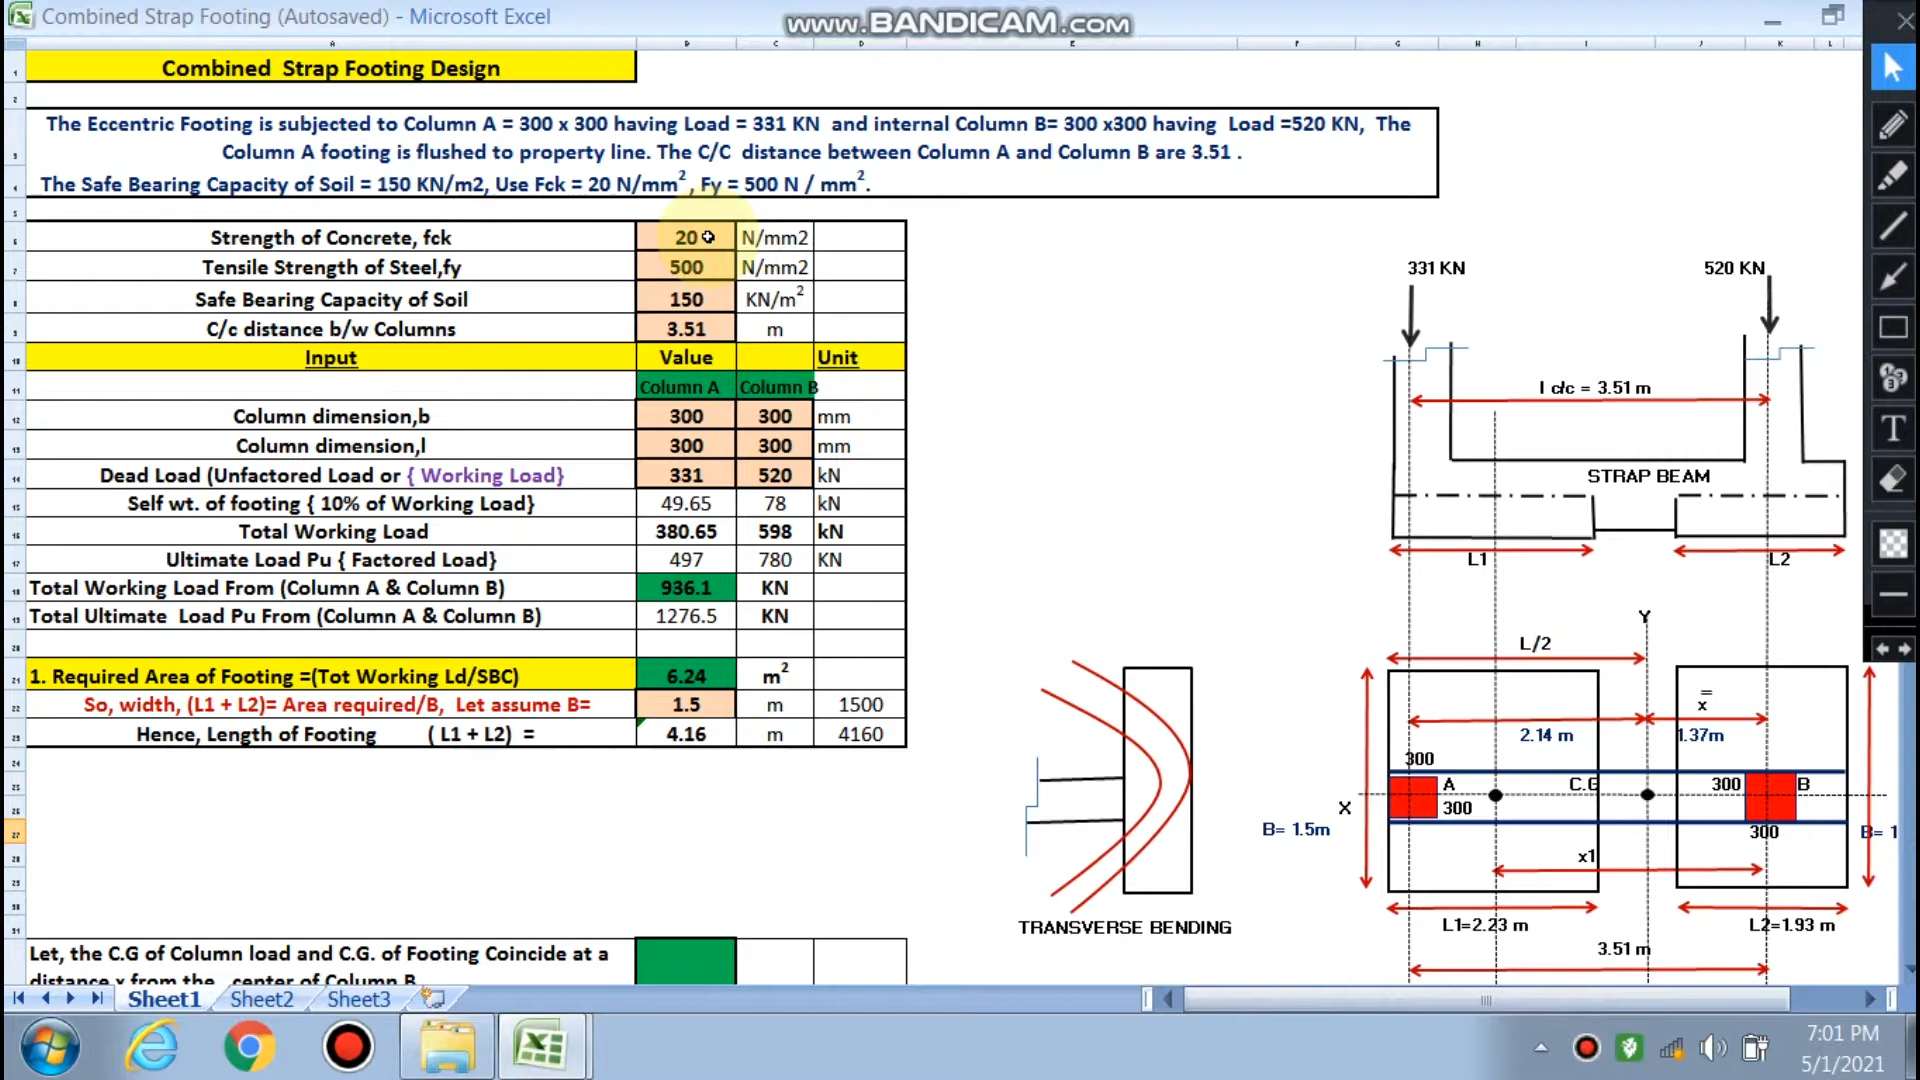 Combined Strap Footing (Autosaved) - Microsoft Excel
www.BANDICAM.com
Combined Strap Footing Design
The Eccentric Footing is subjected to Column A = 300 x 300 having Load = 331 KN and internal Column B= 300 x300 having Load =520 KN, The
Column A footing is flushed to property line. The C/C distance between Column A and Column B are 3.51 .
The Safe Bearing Capacity of Soil = 150 KN/m2, Use Fck = 20 N/mm2 , Fy = 500 N / mm2.
Strength of Concrete, fck 20 N/mm2
Tensile Strength of Steel,fy 500 N/mm2
Safe Bearing Capacity of Soil 150 KN/m2
C/c distance b/w Columns 3.51 m
Input Value Unit
Column A Column B
Column dimension,b 300 300 mm
Column dimension,l 300 300 mm
Dead Load (Unfactored Load or { Working Load} 331 520 kN
Self wt. of footing { 10% of Working Load} 49.65 78 kN
Total Working Load 380.65 598 kN
Ultimate Load Pu { Factored Load} 497 780 KN
Total Working Load From (Column A & Column B) 936.1 KN
Total Ultimate Load Pu From (Column A & Column B) 1276.5 KN
1. Required Area of Footing =(Tot Working Ld/SBC) 6.24 m2
So, width, (L1 + L2)= Area required/B, Let assume B= 1.5 m 1500
Hence, Length of Footing ( L1 + L2) = 4.16 m 4160
Let, the C.G of Column load and C.G. of Footing Coincide at a
distance x from the center of Column B
331 KN 520 KN
l c/c = 3.51 m
STRAP BEAM
L1 L2
Y
L/2
=
x
2.14 m 1.37m
300
A C.G 300 B
X 300
B= 1.5m 300 B= 1
x1
TRANSVERSE BENDING
L1=2.23 m L2=1.93 m
3.51 m
Sheet1 Sheet2 Sheet3
7:01 PM
5/1/2021